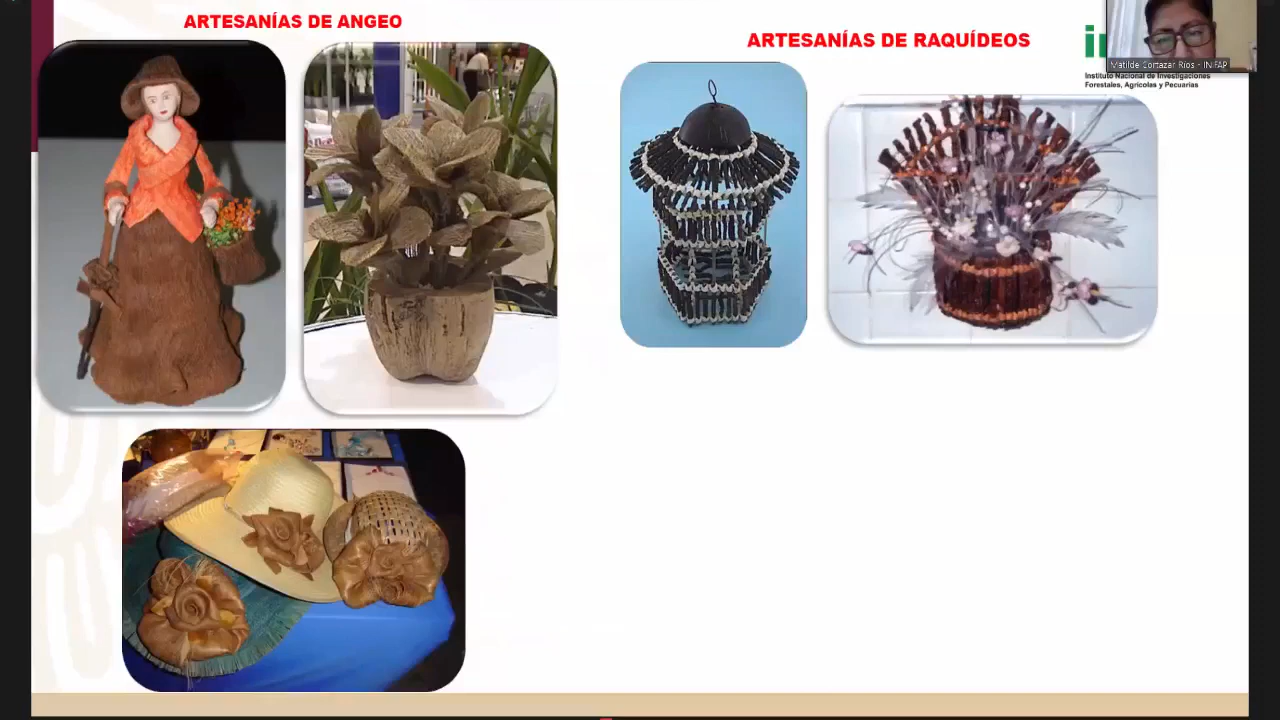 ARTESANÍAS DE ANGEO
ARTESANÍAS DE RAQUÍDEOS
Matilde Cortazar Rios - INIFAP
Instituto Nacional de Investigaciones
Forestales, Agrícolas y Pecuarias